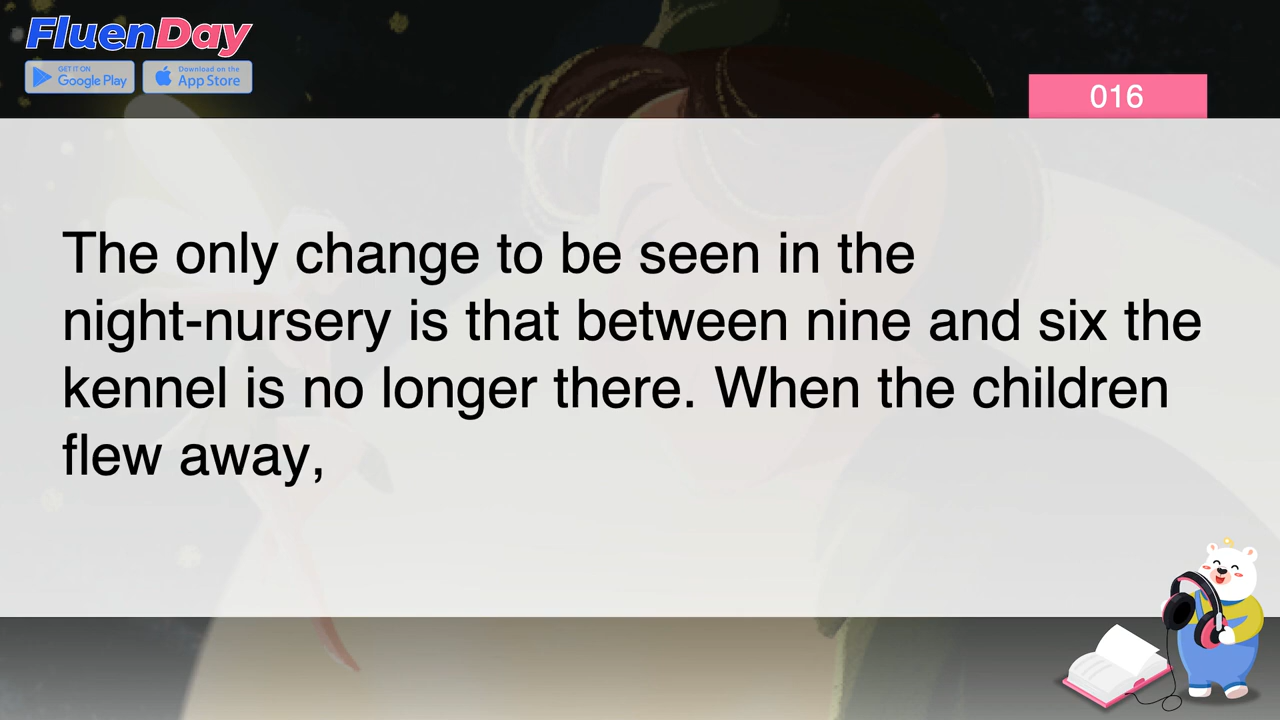 FluenDay
GET IT ON
Google Play
Download on the
App Store
016
The only change to be seen in the
night-nursery is that between nine and six the
kennel is no longer there. When the children
flew away,